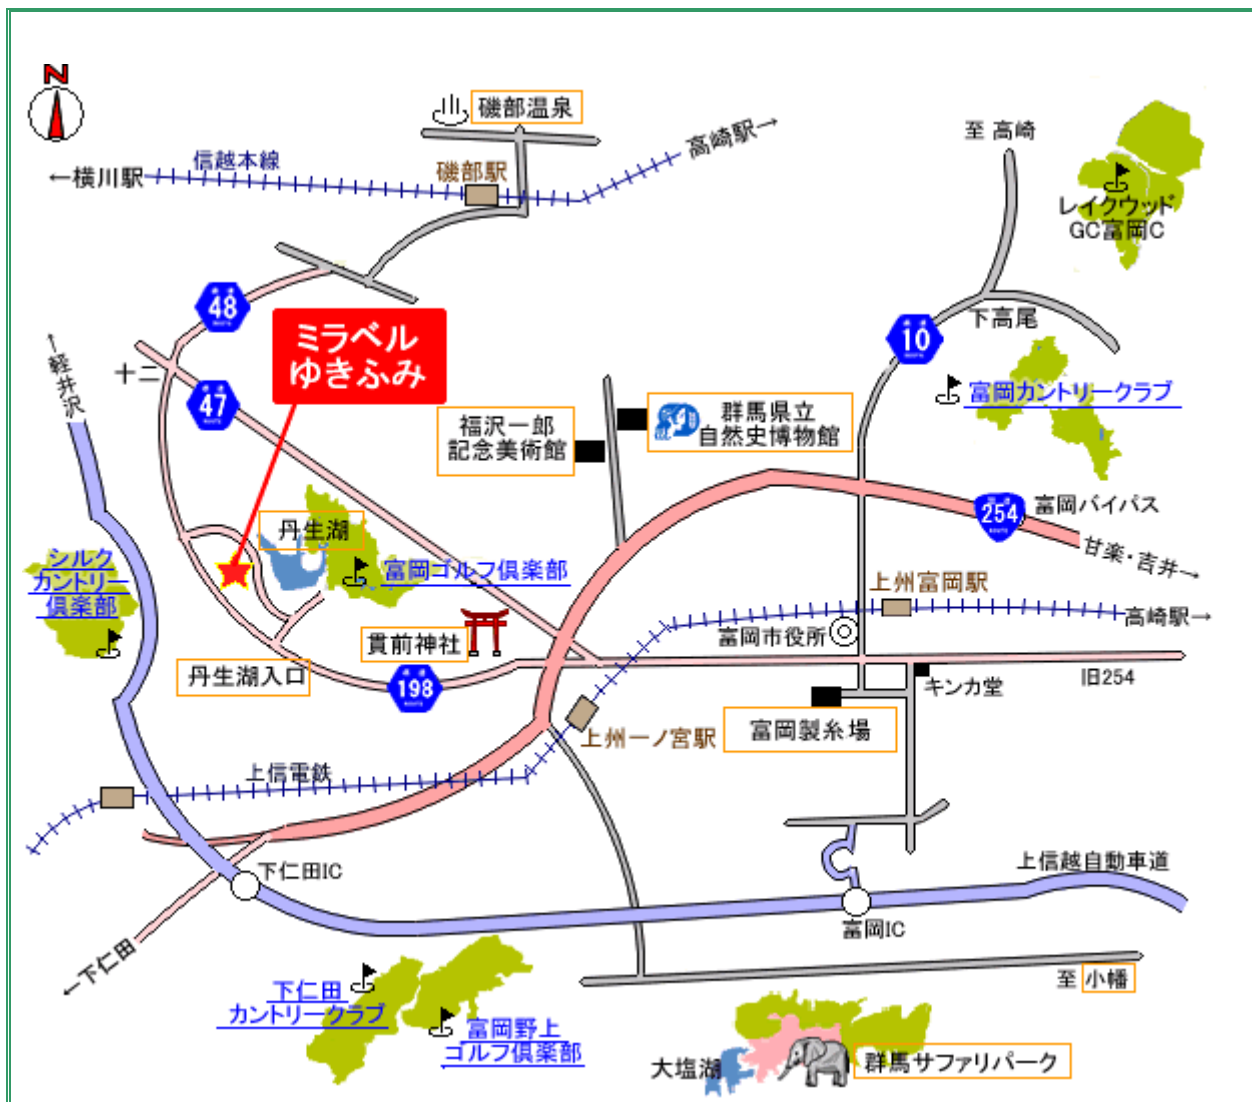 N
磯部温泉
高崎駅→
至 高崎
信越本線
←横川駅
磯部駅
レイクウッド
GC富岡C
48
ミラベル
ゆきふみ
10
下高尾
←軽井沢
十二
47
富岡カントリークラブ
福沢一郎
記念美術館
群馬県立
自然史博物館
254
ROUTE
富岡バイパス
甘楽・吉井→
丹生湖
シルク
カントリー
倶楽部
富岡ゴルフ倶楽部
上州富岡駅
高崎駅→
貫前神社
富岡市役所
丹生湖入口
198
キンカ堂
旧254
富岡製糸場
上州一ノ宮駅
上信電鉄
下仁田IC
上信越自動車道
富岡IC
←下仁田
至 小幡
下仁田
カントリークラブ
富岡野上
ゴルフ倶楽部
大塩湖
群馬サファリパーク